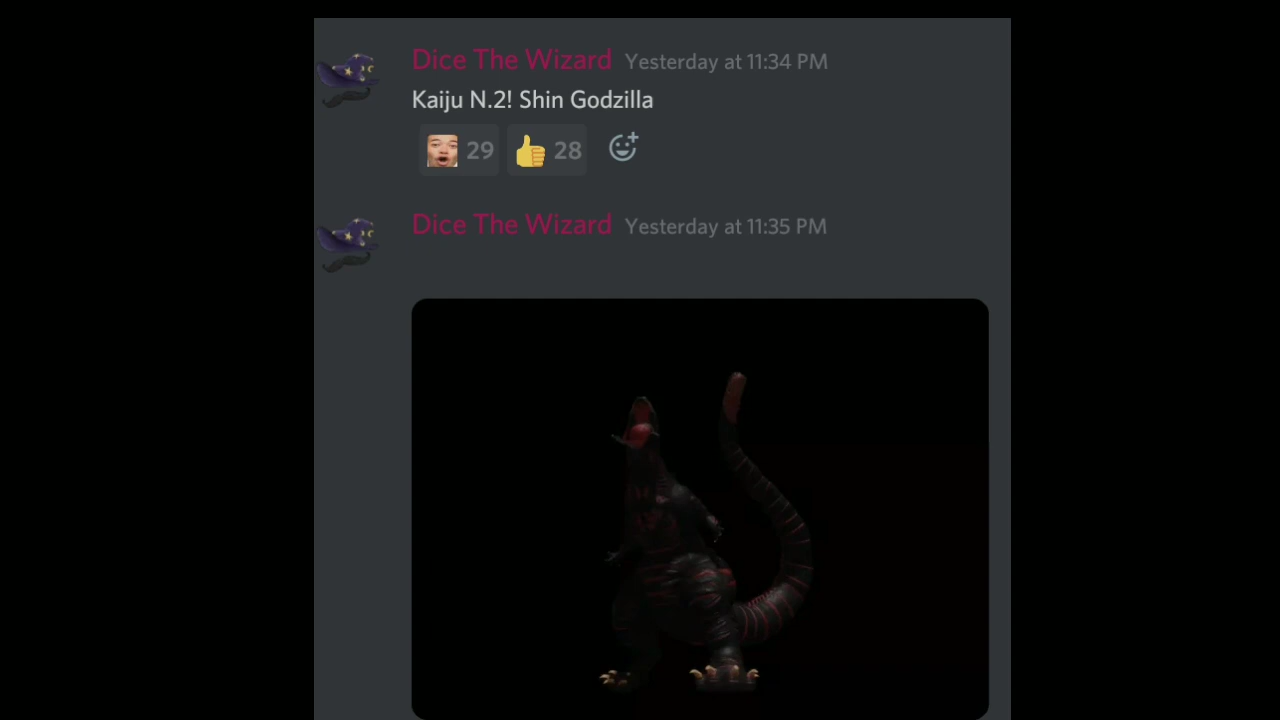 Dice The Wizard Yesterday at 11:34 PM
Kaiju N.2! Shin Godzilla
29 28
Dice The Wizard Yesterday at 11:35 PM